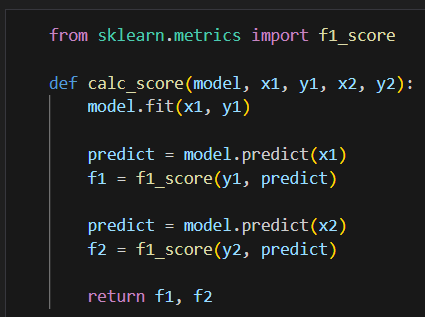 from sklearn.metrics import f1_score
def calc_score(model, x1, y1, x2, y2):
model.fit(x1, y1)
predict = model.predict(x1)
f1 = f1_score(y1, predict)
predict = model.predict(x2)
f2 = f1_score(y2, predict)
return f1, f2